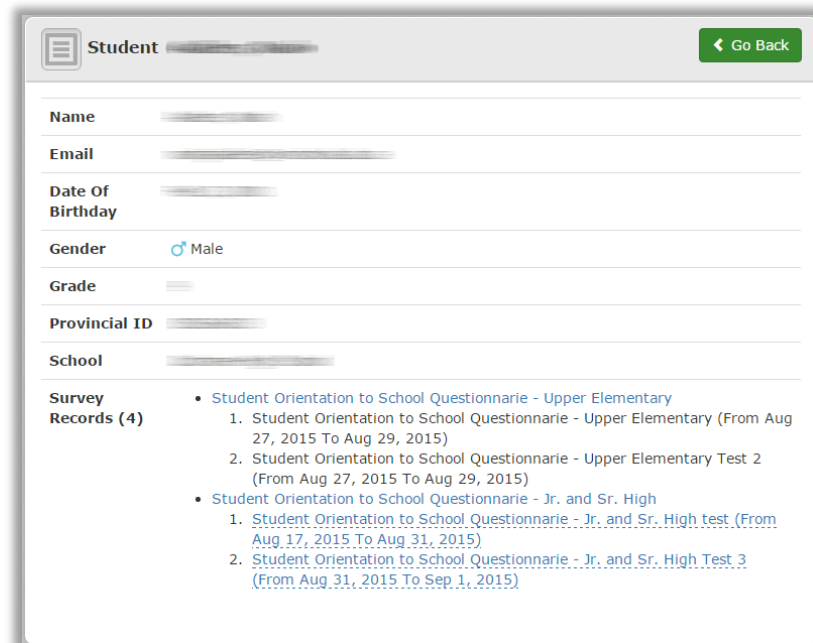 Student
Go Back
Name
Email
Date Of
Birthday
Gender Male
Grade
Provincial ID
School
Survey
Records (4)
• Student Orientation to School Questionnarie - Upper Elementary
1. Student Orientation to School Questionnarie - Upper Elementary (From Aug
27, 2015 To Aug 29, 2015)
2. Student Orientation to School Questionnarie - Upper Elementary Test 2
(From Aug 27, 2015 To Aug 29, 2015)
• Student Orientation to School Questionnarie - Jr. and Sr. High
1. Student Orientation to School Questionnarie - Jr. and Sr. High test (From
Aug 17, 2015 To Aug 31, 2015)
2. Student Orientation to School Questionnarie - Jr. and Sr. High Test 3
(From Aug 31, 2015 To Sep 1, 2015)